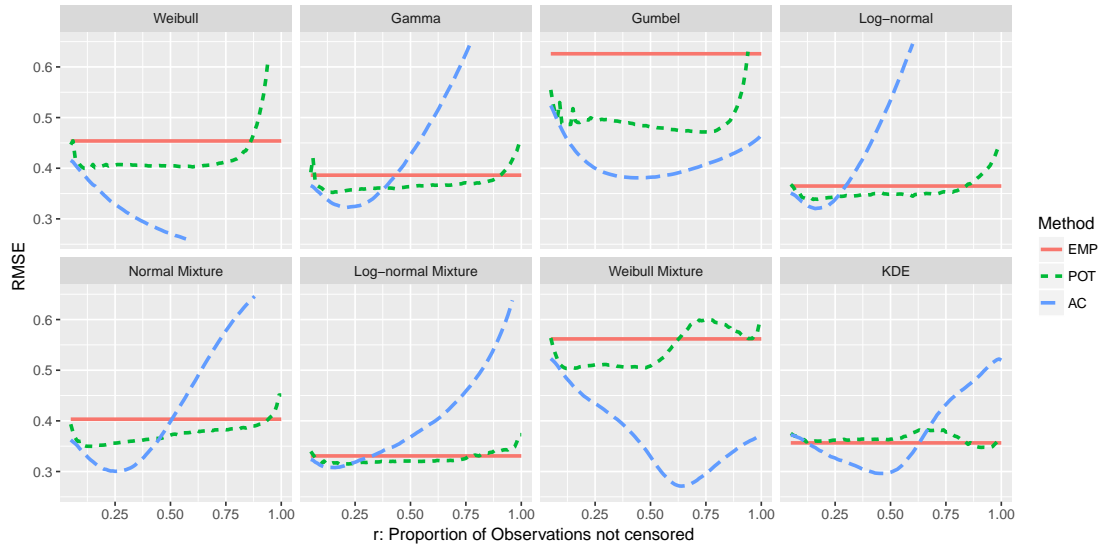 Weibull
Gamma
Gumbel
Log−normal
0.6
0.5
0.4
0.3
RMSE
Normal Mixture
Log−normal Mixture
Weibull Mixture
KDE
0.6
0.5
0.4
0.3
0.25 0.50 0.75 1.00
0.25 0.50 0.75 1.00
0.25 0.50 0.75 1.00
0.25 0.50 0.75 1.00
r: Proportion of Observations not censored
Method
EMP
POT
AC